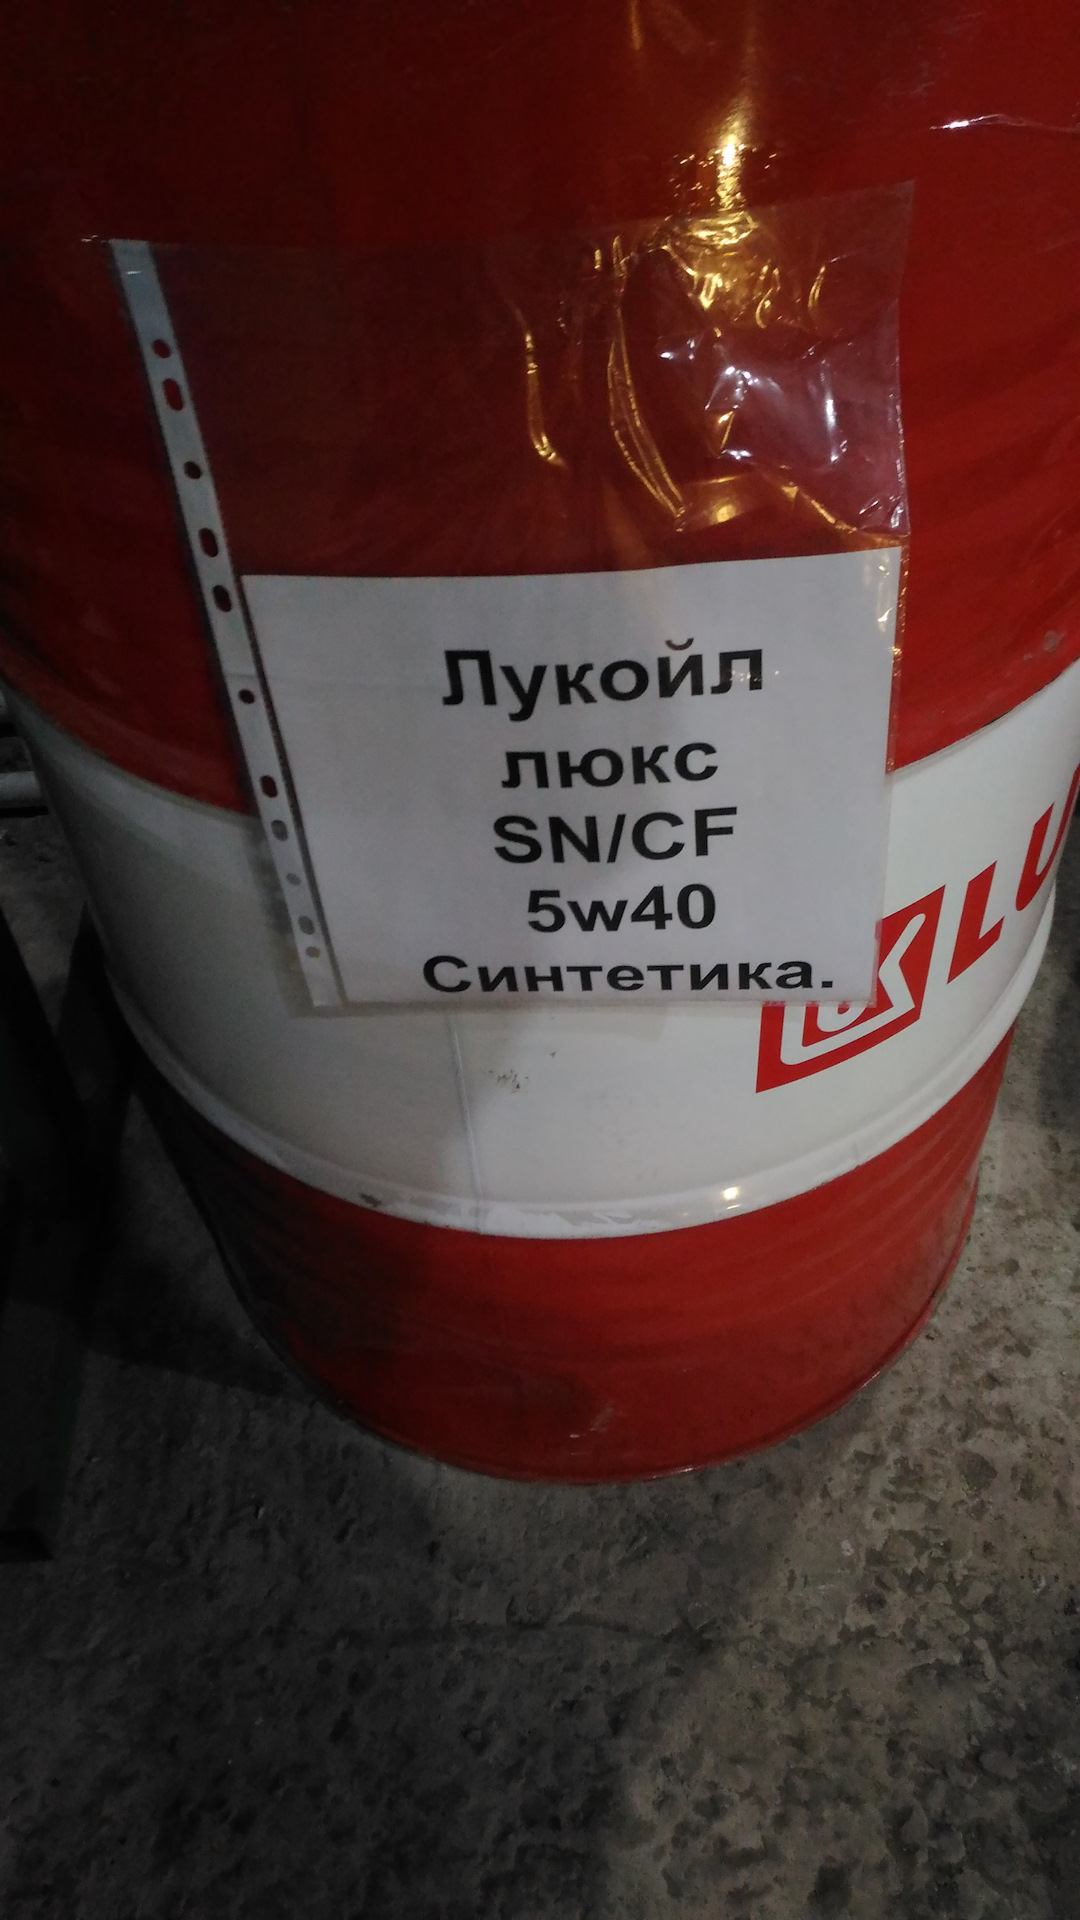 Лукойл
люкс
SN/CF
5w40
Синтетика.
LU